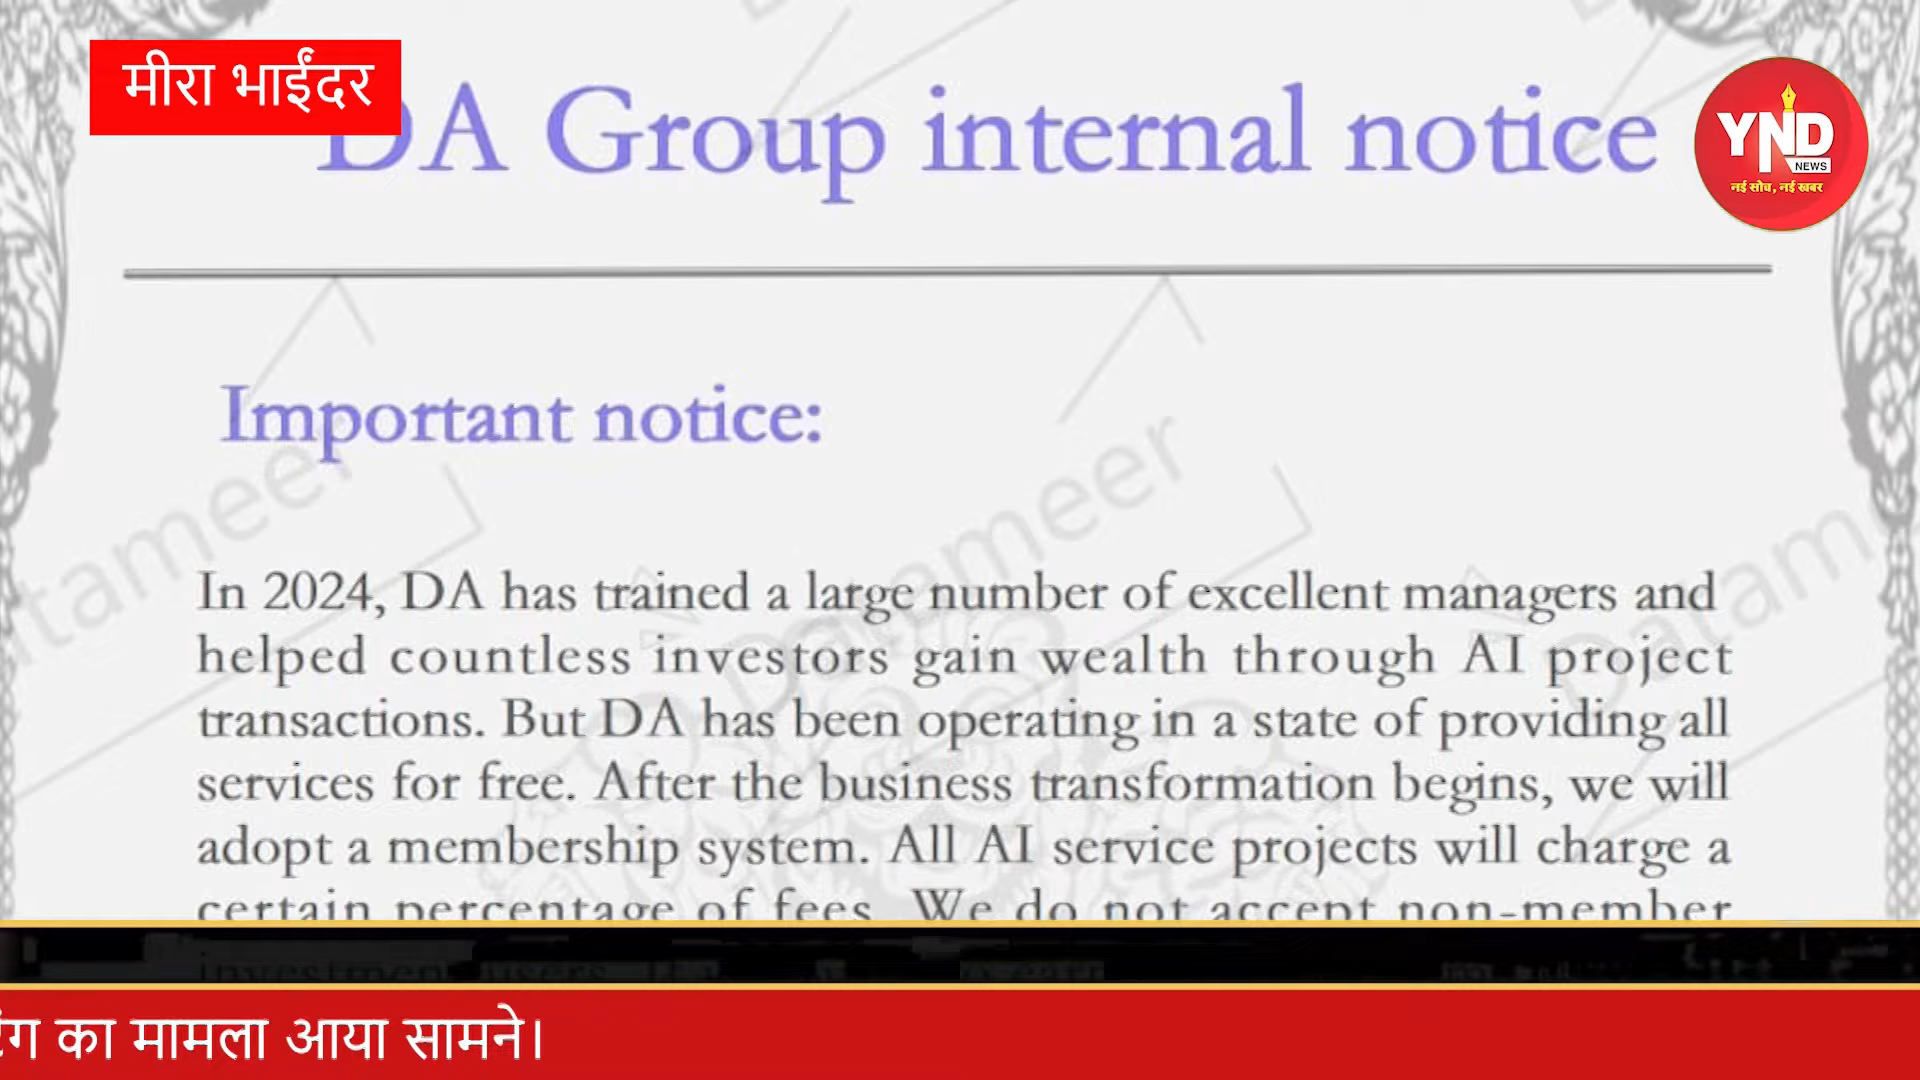 मीरा भाईंदर
DA Group internal notice
YND
NEWS
नई सोच, नई खबर
Important notice:
Datameer
In 2024, DA has trained a large number of excellent managers and
helped countless investors gain wealth through AI project
transactions. But DA has been operating in a state of providing all
services for free. After the business transformation begins, we will
adopt a membership system. All AI service projects will charge a
certain percentage of fees. We do not accept non-member
का मामला आया सामने।